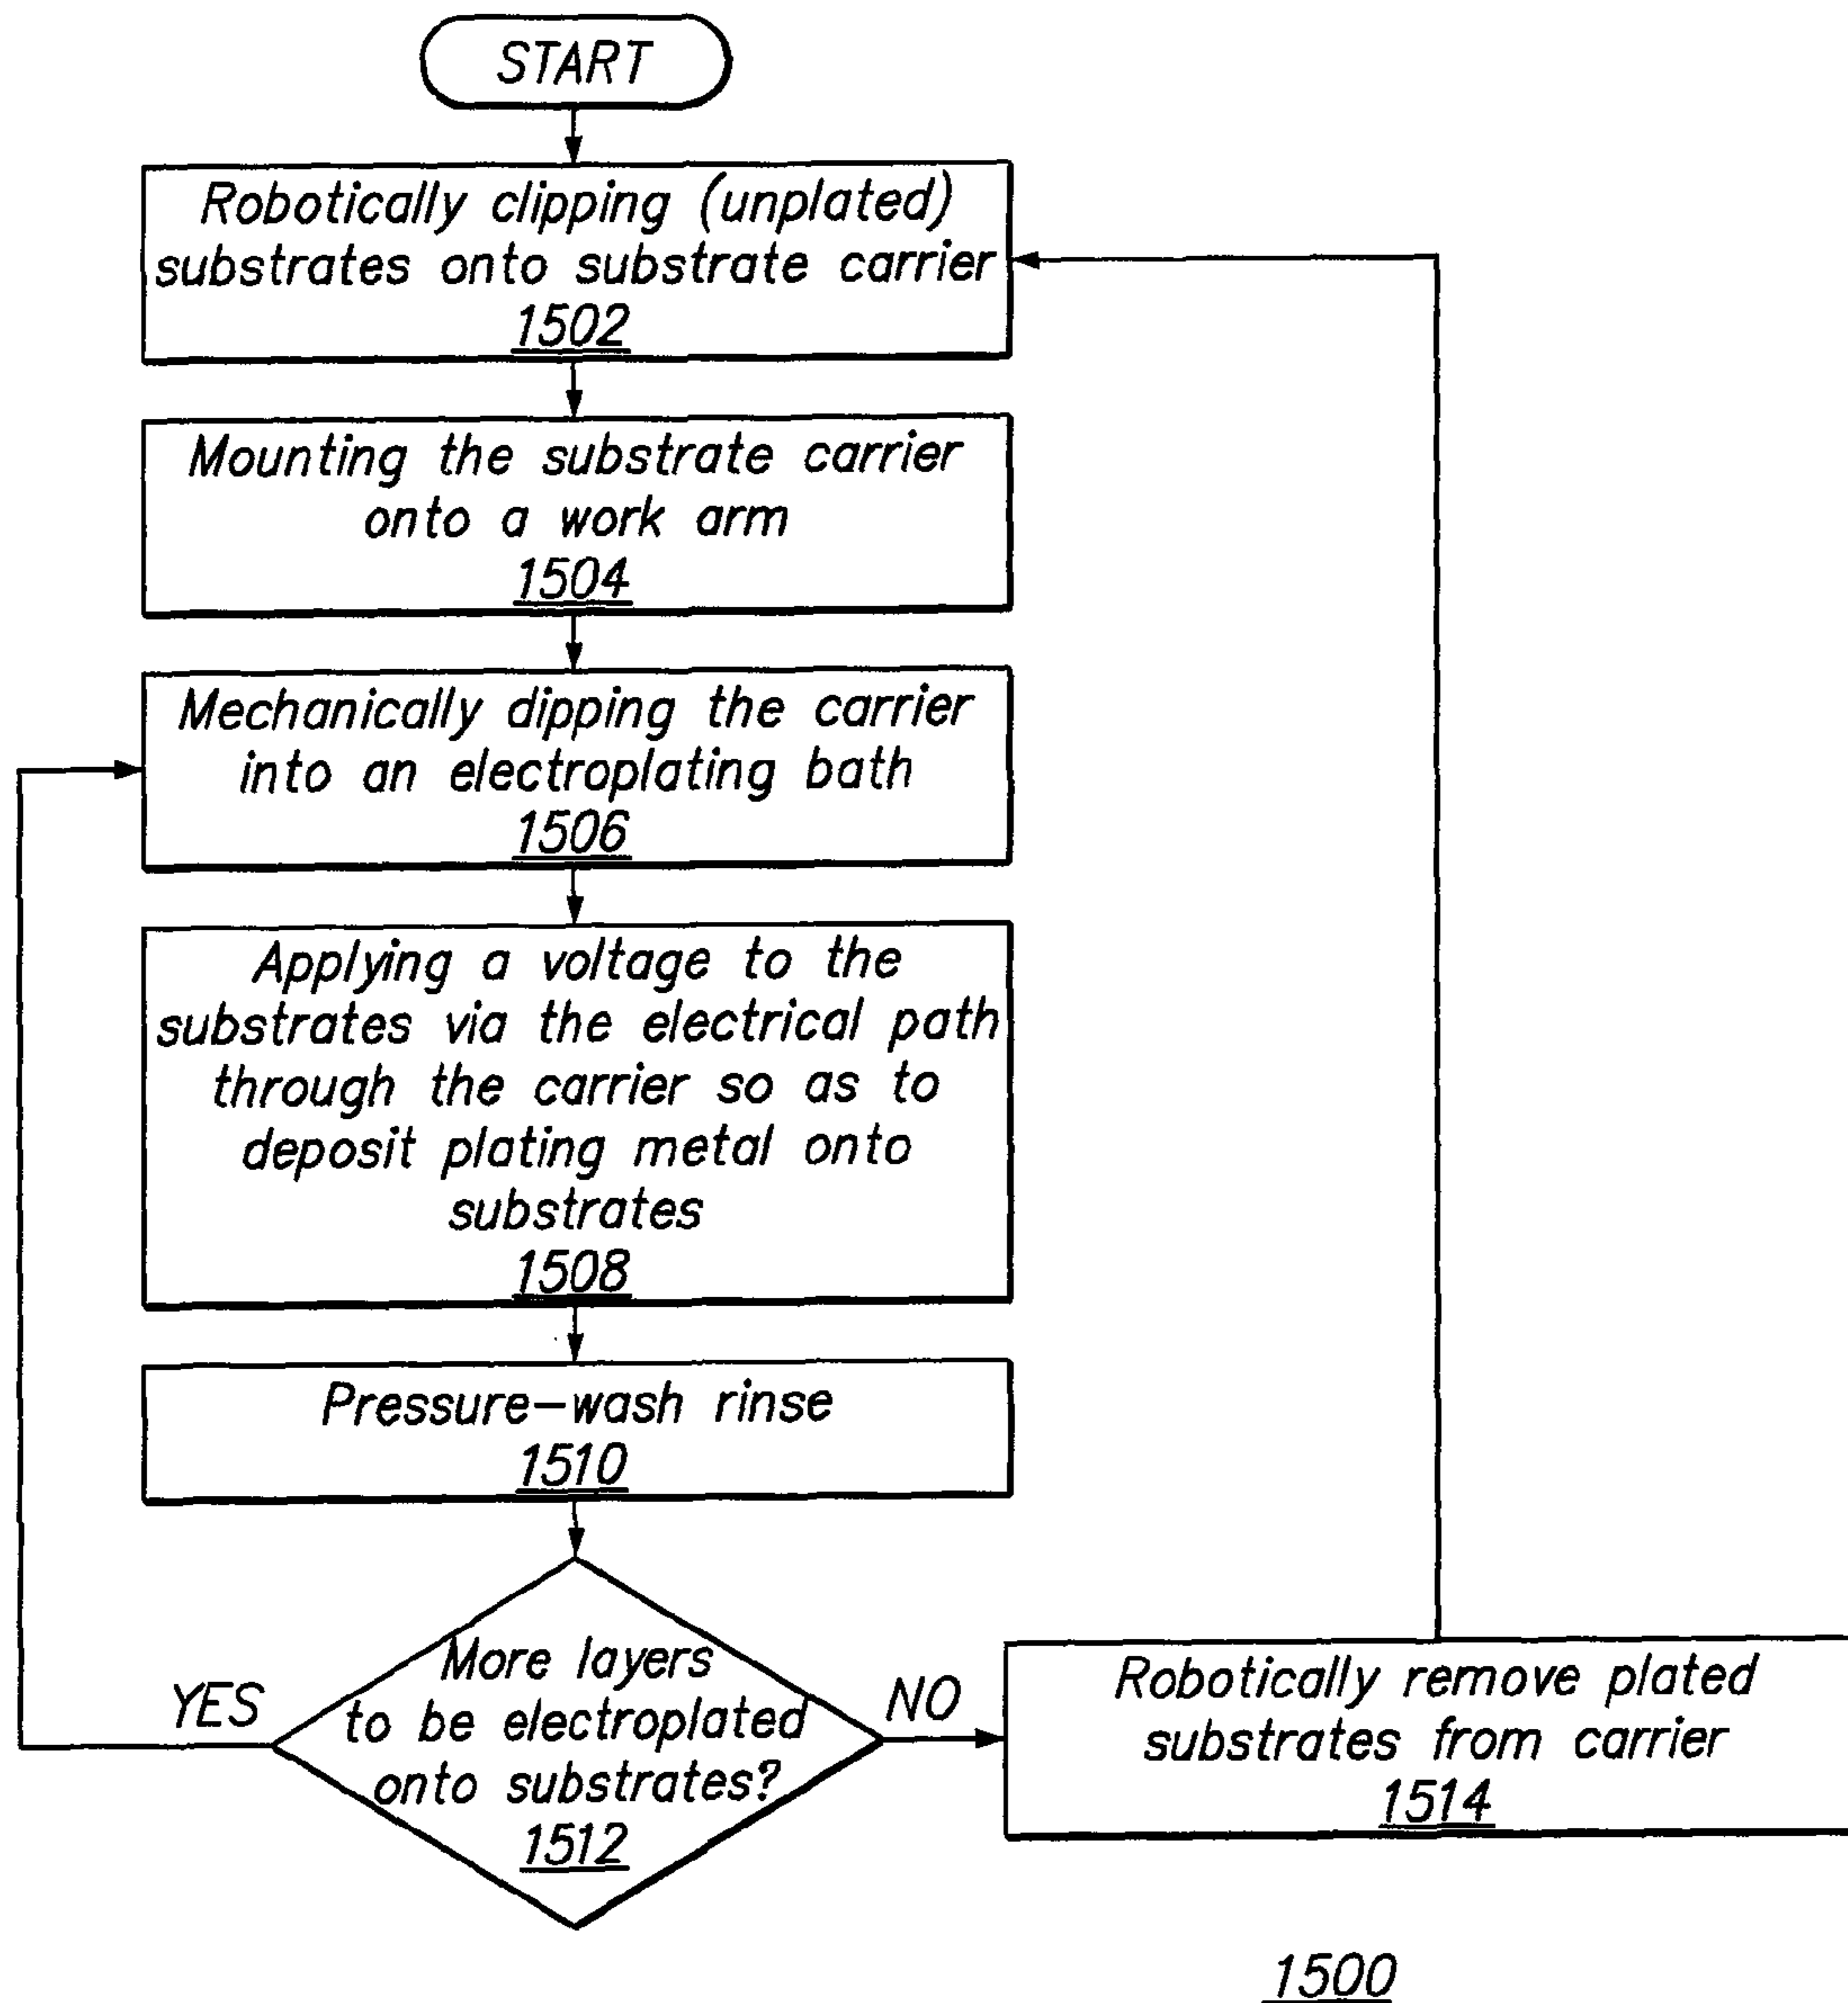 START
Robotically clipping (unplated)
substrates onto substrate carrier
1502
Mounting the substrate carrier
onto a work arm
1504
Mechanically dipping the carrier
into an electroplating bath
1506
Applying a voltage to the
substrates via the electrical path
through the carrier so as to
deposit plating metal onto
substrates
1508
Pressure-wash rinse
1510
More layers
to be electroplated
onto substrates?
1512
YES
NO
Robotically remove plated
substrates from carrier
1514
1500